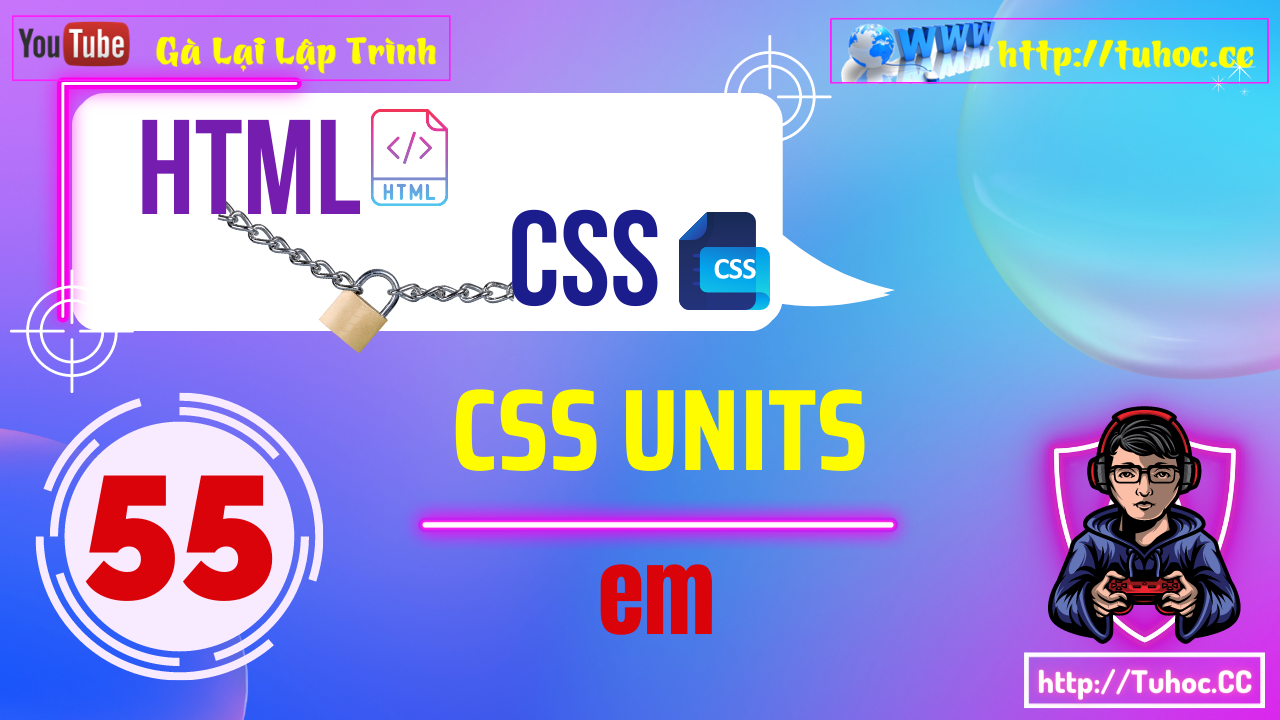 YouTube Gà Lại Lập Trình
WWW http://tuhoc.cc
HTML
HTML
CSS
CSS
CSS UNITS
55
em
http://Tuhoc.CC